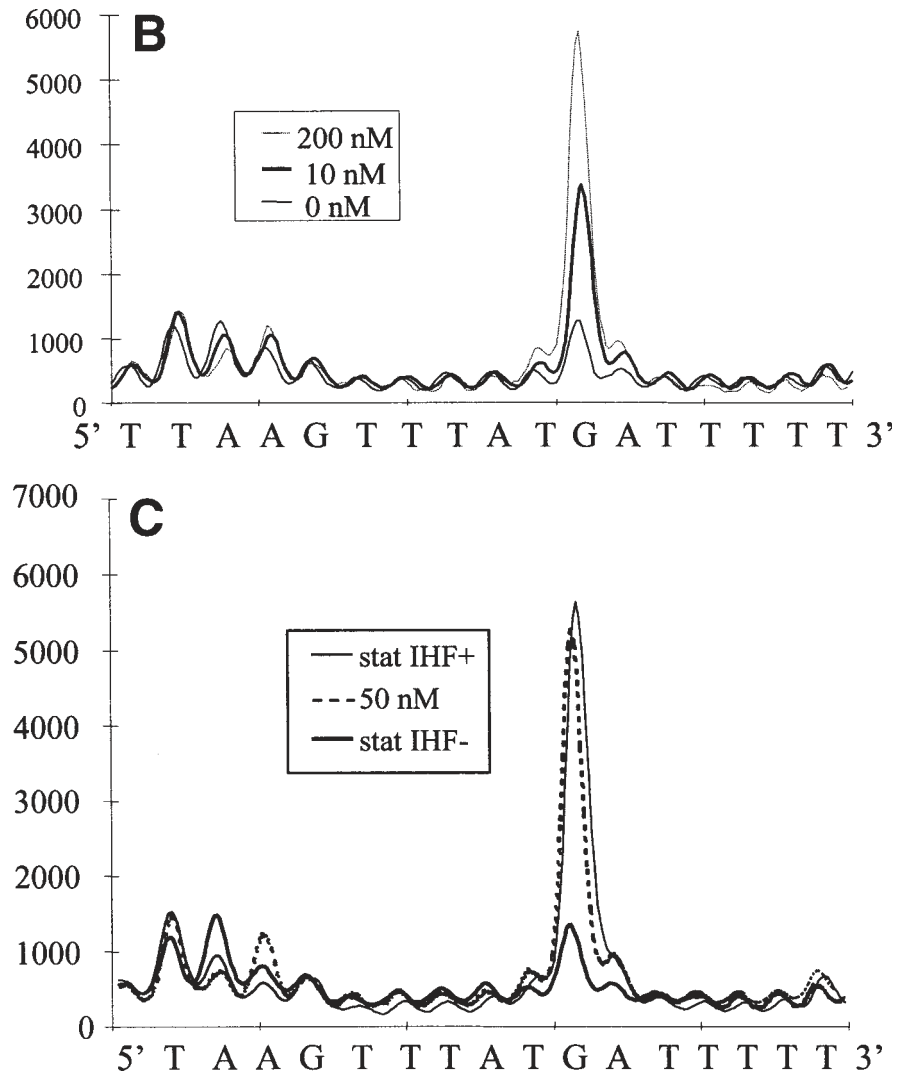 B
6000
5000
4000
3000
2000
1000
0
200 nM
10 nM
0 nM
5’ T T A A G T T T A T G A T T T T T 3’
C
7000
6000
5000
4000
3000
2000
1000
0
stat IHF+
50 nM
stat IHF-
5’ T A A G T T T A T G A T T T T T 3’